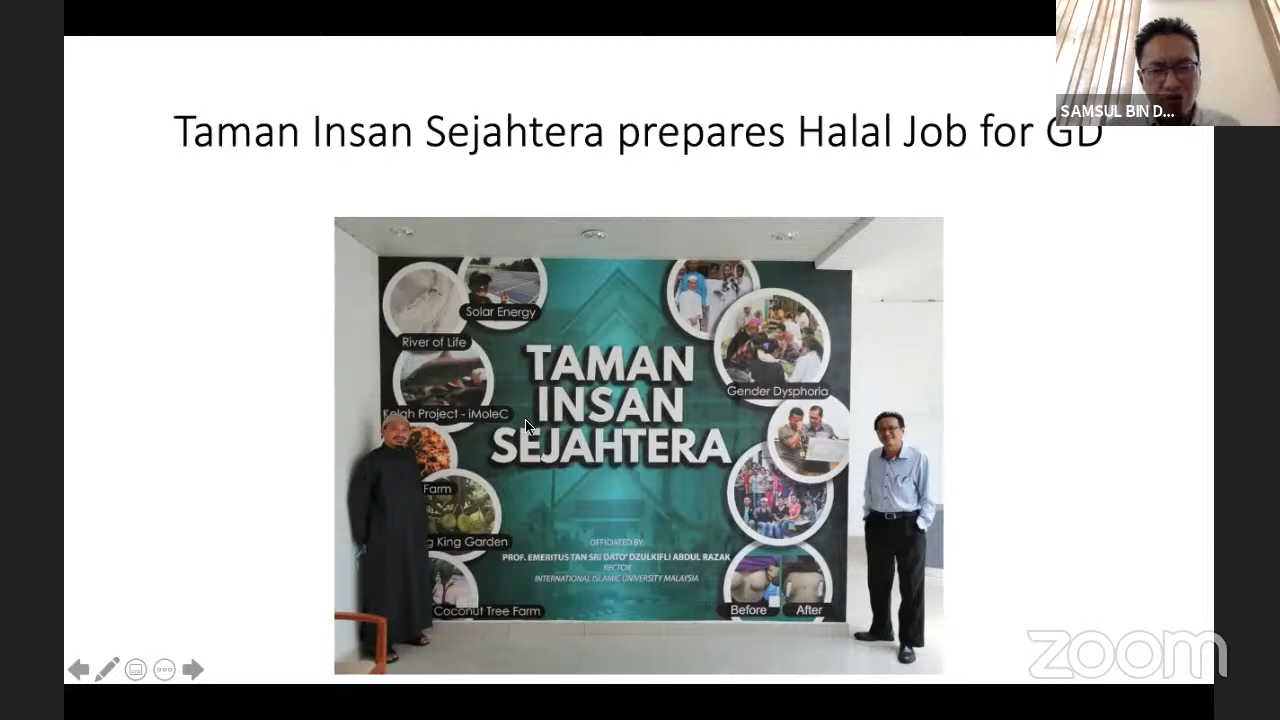 Taman Insan Sejahtera prepares Halal Job for GD
SAMSUL BIN D...
Solar Energy
River of Life
Kelah Project - iMoleC
Farm
King Garden
Coconut Tree Farm
TAMAN
INSAN
SEJAHTERA
Gender Dysphoria
OFFICIATED BY:
PROF. EMERITUS TAN SRI DATO' DZULKIFLI ABDUL RAZAK
RECTOR
INTERNATIONAL ISLAMIC UNIVERSITY MALAYSIA
Before
After
zoom